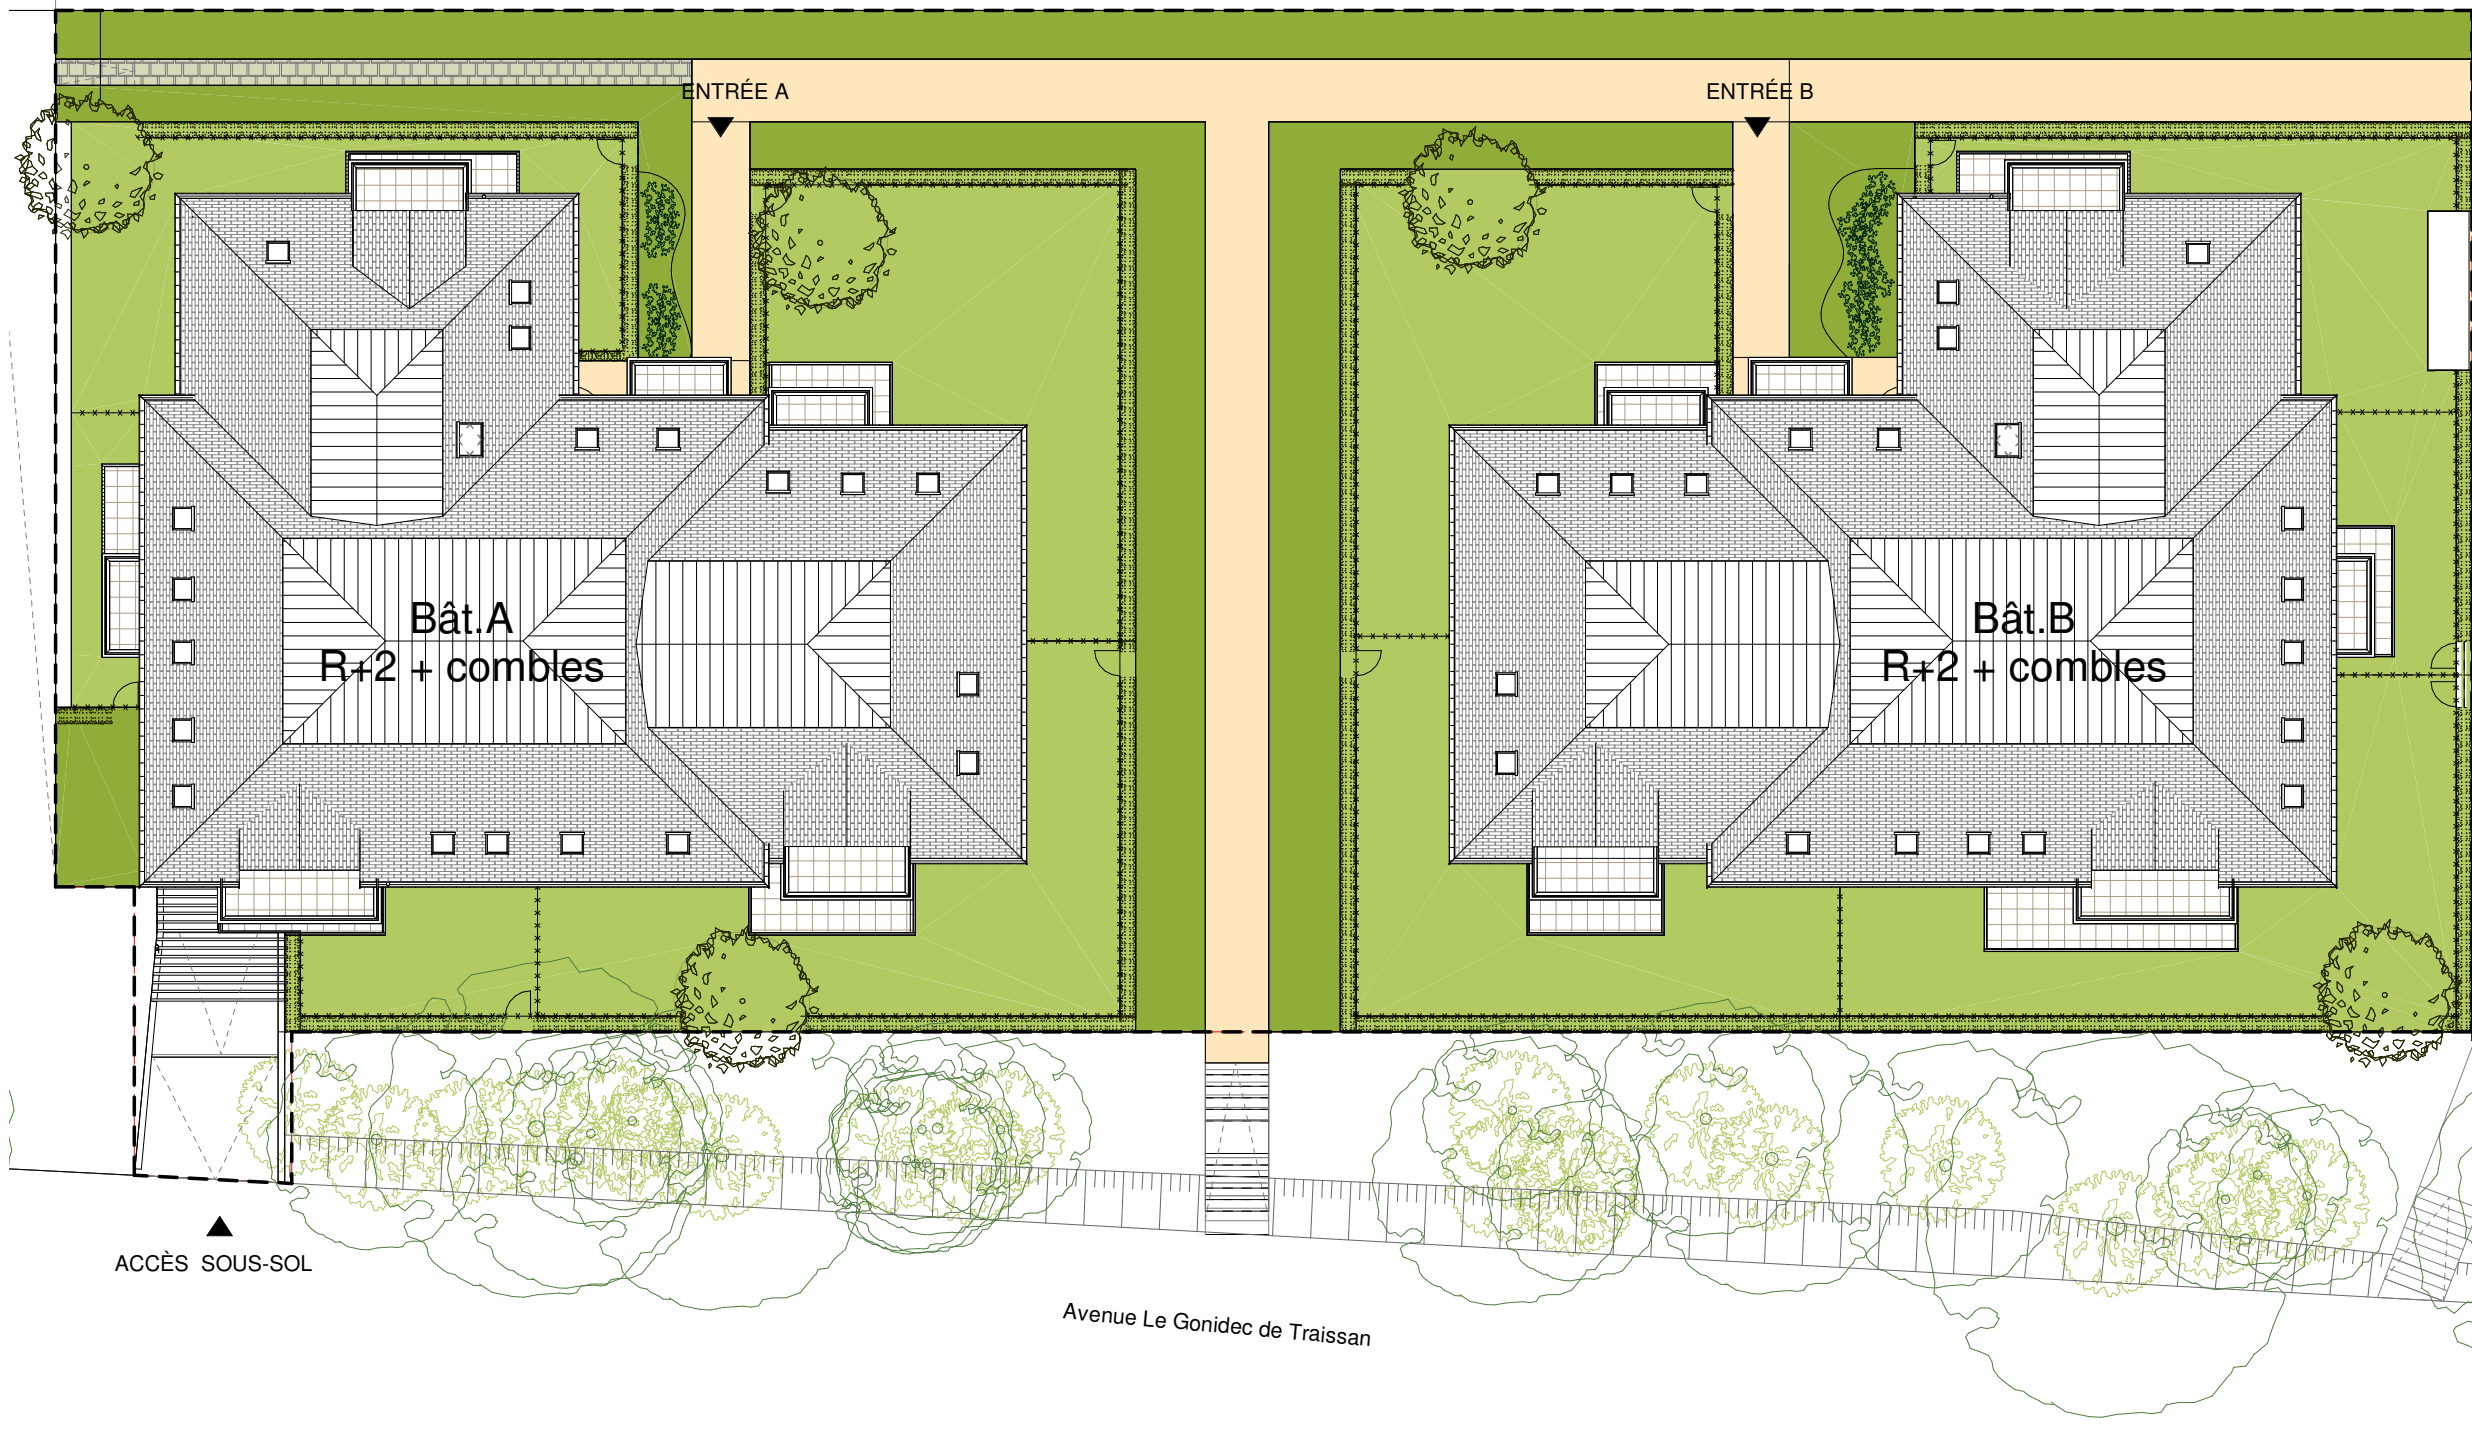 ENTRÉE A
ENTRÉE B
Bât.A
R+2 + combles
Bât.B
R+2 + combles
ACCÈS SOUS-SOL
Avenue Le Gonidec de Traissan